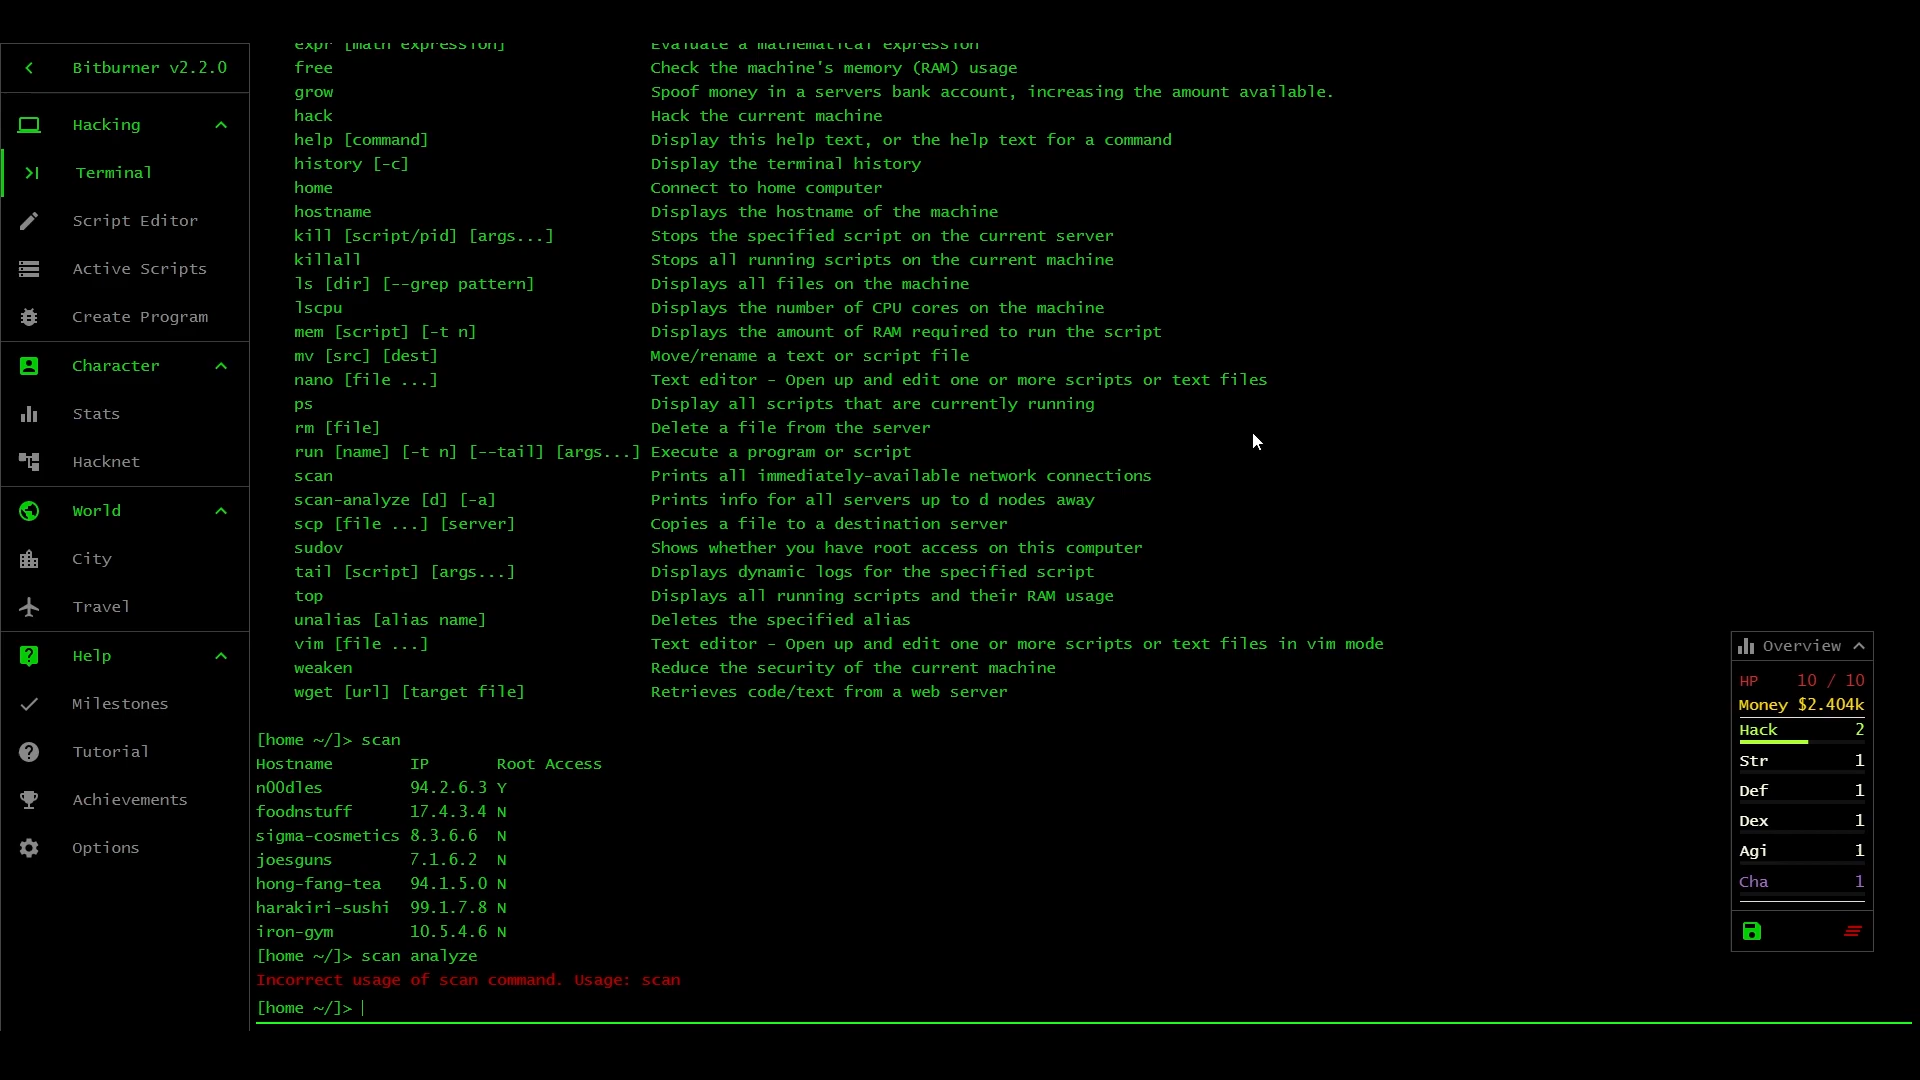 Bitburner v2.2.0
Hacking
Terminal
Script Editor
Active Scripts
Create Program
Character
Stats
Hacknet
World
City
Travel
Help
Milestones
Tutorial
Achievements
Options
expr [math expression] Evaluate a mathematical expression
free Check the machine's memory (RAM) usage
grow Spoof money in a servers bank account, increasing the amount available.
hack Hack the current machine
help [command] Display this help text, or the help text for a command
history [-c] Display the terminal history
home Connect to home computer
hostname Displays the hostname of the machine
kill [script/pid] [args...] Stops the specified script on the current server
killall Stops all running scripts on the current machine
ls [dir] [--grep pattern] Displays all files on the machine
lscpu Displays the number of CPU cores on the machine
mem [script] [-t n] Displays the amount of RAM required to run the script
mv [src] [dest] Move/rename a text or script file
nano [file ...] Text editor - Open up and edit one or more scripts or text files
ps Display all scripts that are currently running
rm [file] Delete a file from the server
run [name] [-t n] [--tail] [args...] Execute a program or script
scan Prints all immediately-available network connections
scan-analyze [d] [-a] Prints info for all servers up to d nodes away
scp [file ...] [server] Copies a file to a destination server
sudov Shows whether you have root access on this computer
tail [script] [args...] Displays dynamic logs for the specified script
top Displays all running scripts and their RAM usage
unalias [alias name] Deletes the specified alias
vim [file ...] Text editor - Open up and edit one or more scripts or text files in vim mode
weaken Reduce the security of the current machine
wget [url] [target file] Retrieves code/text from a web server
[home ~/]> scan
Hostname IP Root Access
n00dles 94.2.6.3 Y
foodnstuff 17.4.3.4 N
sigma-cosmetics 8.3.6.6 N
joesguns 7.1.6.2 N
hong-fang-tea 94.1.5.0 N
harakiri-sushi 99.1.7.8 N
iron-gym 10.5.4.6 N
[home ~/]> scan analyze
Incorrect usage of scan command. Usage: scan
[home ~/]>
Overview
HP 10 / 10
Money $2.404k
Hack 2
Str 1
Def 1
Dex 1
Agi 1
Cha 1